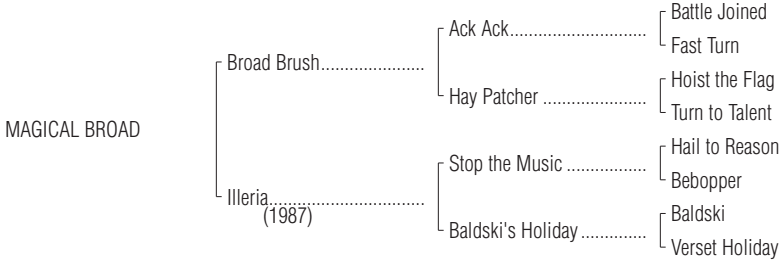 Battle Joined
Ack Ack
Fast Turn
Broad Brush
Hoist the Flag
Hay Patcher
Turn to Talent
MAGICAL BROAD
Hail to Reason
Stop the Music
Bebopper
Illeria
(1987)
Baldski
Baldski's Holiday
Verset Holiday